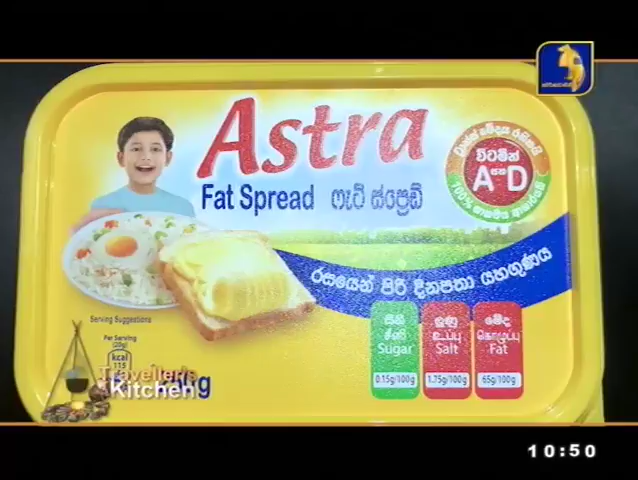 Astra
Fat Spread ෆැට් ස්ප්‍රෙඩ්
විටමින්
A සහ D
රසයෙන් පිරි දිනපතා යහගුණය
Serving Suggestions
Per Serving
kcal
115
සීනි
சீனி
Sugar
0.15g/100g
ලුණු
உப்பு
Salt
1.75g/100g
මේද
கொழுப்பு
Fat
65g/100g
Traveller's
Kitchen
10:50